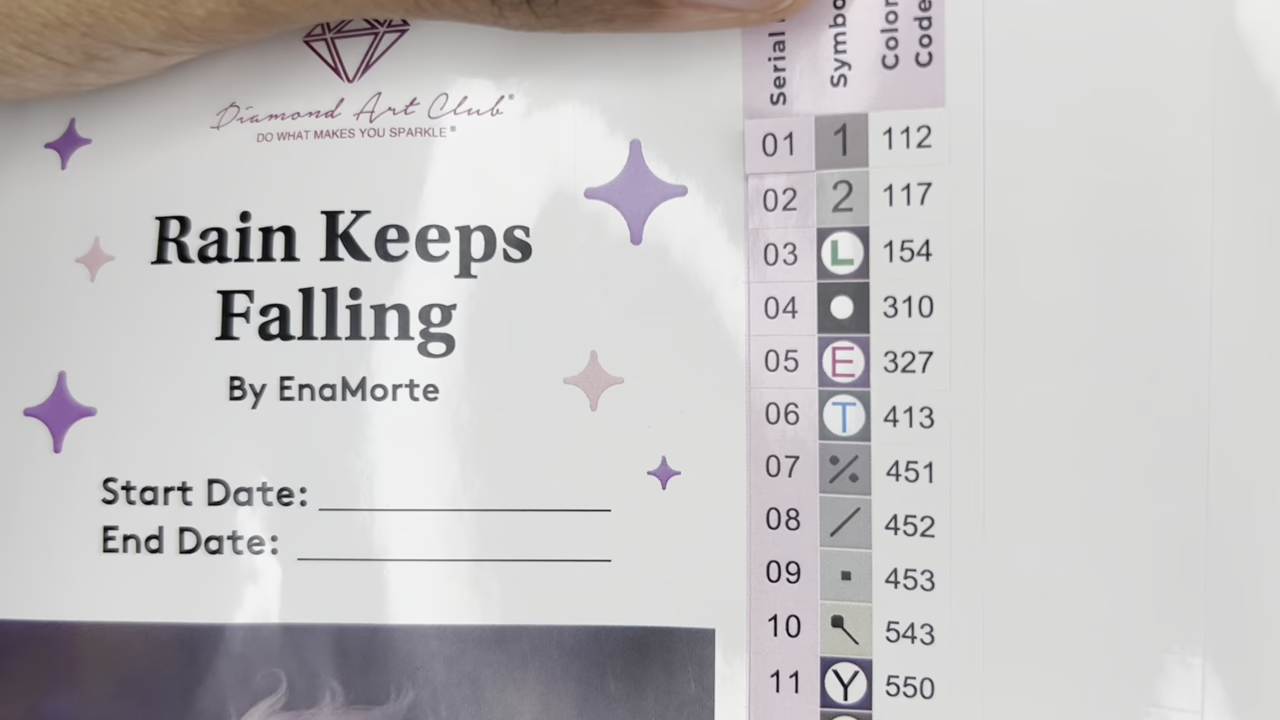 Diamond Art Club®
DO WHAT MAKES YOU SPARKLE®
Rain Keeps
Falling
By EnaMorte
Start Date:
End Date:
Serial Symbo Color Code
01 1 112
02 2 117
03 L 154
04 310
05 E 327
06 T 413
07 451
08 / 452
09 453
10 543
11 Y 550